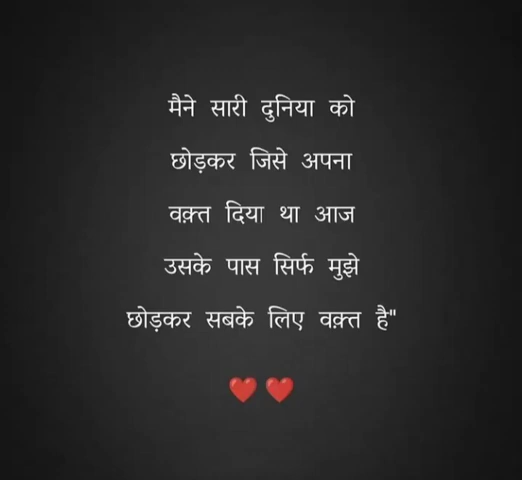 मैने सारी दुनिया को
छोड़कर जिसे अपना
वक़्त दिया था आज
उसके पास सिर्फ मुझे
छोड़कर सबके लिए वक़्त है"
❤️ ❤️